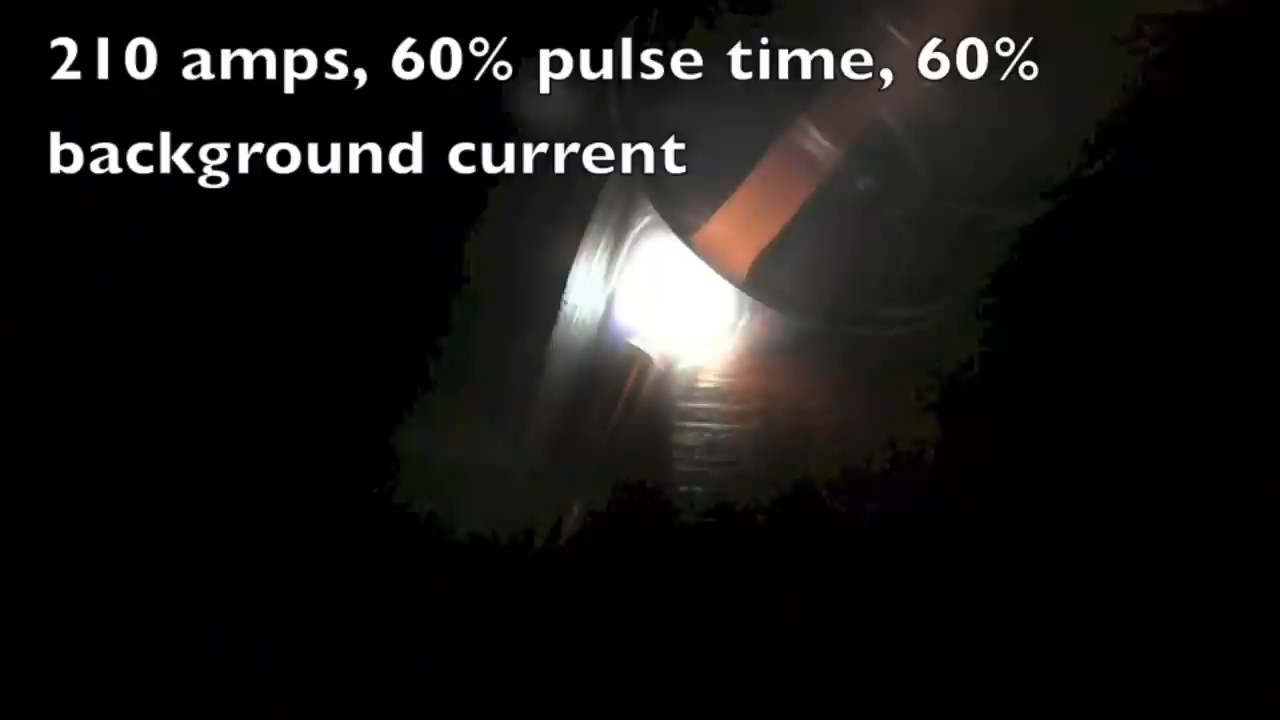 210 amps, 60% pulse time, 60%
background current